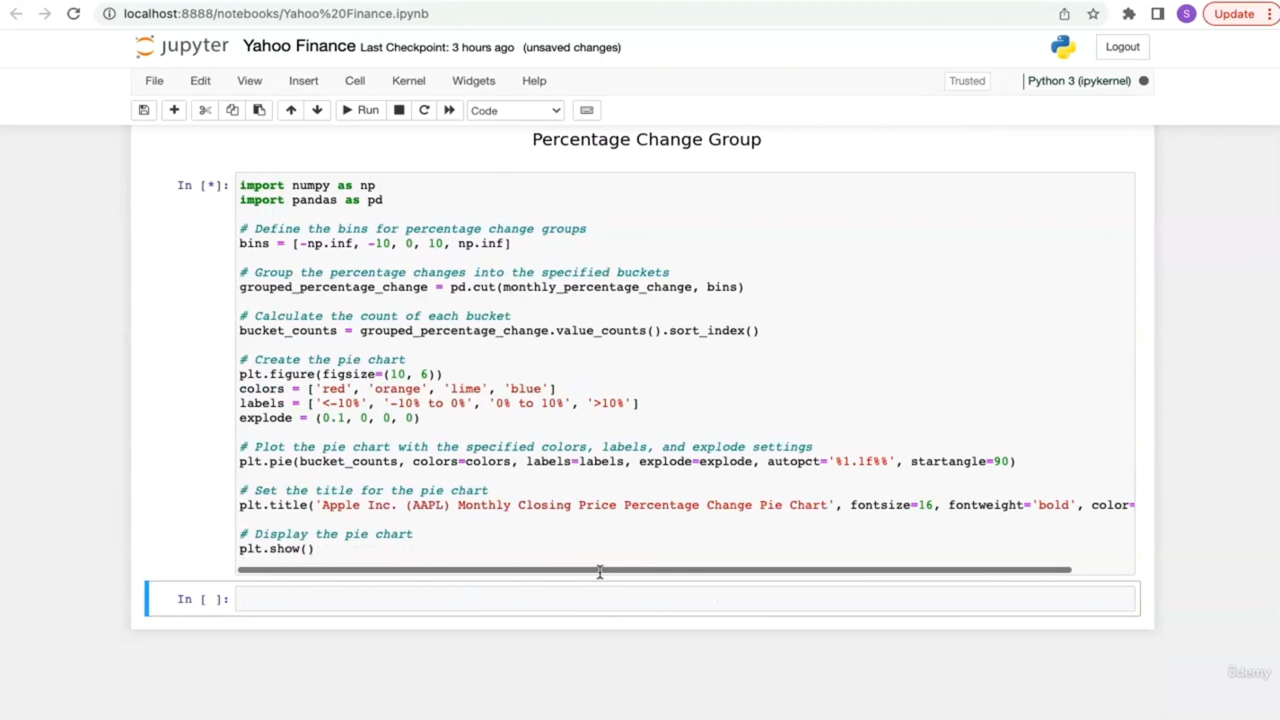 localhost:8888/notebooks/Yahoo%20Finance.ipynb
S
Update
jupyter Yahoo Finance Last Checkpoint: 3 hours ago (unsaved changes)
Logout
File Edit View Insert Cell Kernel Widgets Help
Trusted
Python 3 (ipykernel)
Run
Code
Percentage Change Group
In [*]:
import numpy as np
import pandas as pd
# Define the bins for percentage change groups
bins = [-np.inf, -10, 0, 10, np.inf]
# Group the percentage changes into the specified buckets
grouped_percentage_change = pd.cut(monthly_percentage_change, bins)
# Calculate the count of each bucket
bucket_counts = grouped_percentage_change.value_counts().sort_index()
# Create the pie chart
plt.figure(figsize=(10, 6))
colors = ['red', 'orange', 'lime', 'blue']
labels = ['<-10%', '-10% to 0%', '0% to 10%', '>10%']
explode = (0.1, 0, 0, 0)
# Plot the pie chart with the specified colors, labels, and explode settings
plt.pie(bucket_counts, colors=colors, labels=labels, explode=explode, autopct='%1.1f%%', startangle=90)
# Set the title for the pie chart
plt.title('Apple Inc. (AAPL) Monthly Closing Price Percentage Change Pie Chart', fontsize=16, fontweight='bold', color=
# Display the pie chart
plt.show()
In [ ]:
ûdemy